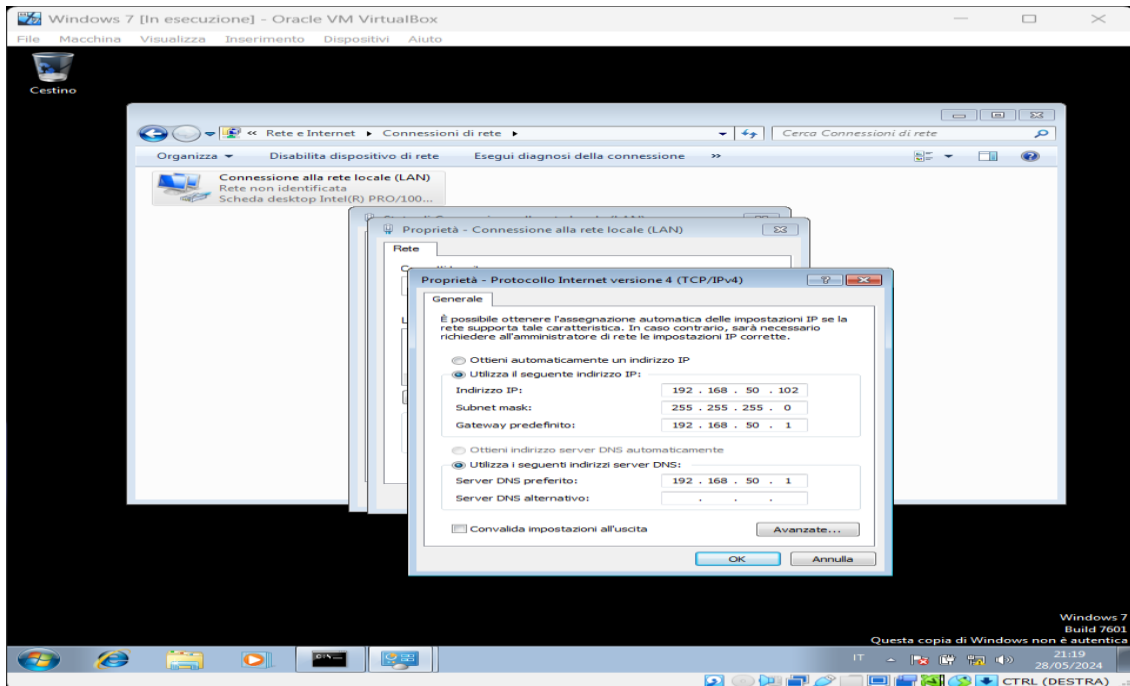 Windows 7 [In esecuzione] - Oracle VM VirtualBox
File Macchina Visualizza Inserimento Dispositivi Aiuto
Cestino
« Rete e Internet Connessioni di rete
Cerca Connessioni di rete
Organizza Disabilita dispositivo di rete Esegui diagnosi della connessione »
Connessione alla rete locale (LAN)
Rete non identificata
Scheda desktop Intel(R) PRO/100...
Proprietà - Connessione alla rete locale (LAN)
Rete
Proprietà - Protocollo Internet versione 4 (TCP/IPv4)
Generale
È possibile ottenere l'assegnazione automatica delle impostazioni IP se la
rete supporta tale caratteristica. In caso contrario, sarà necessario
richiedere all'amministratore di rete le impostazioni IP corrette.
Ottieni automaticamente un indirizzo IP
Utilizza il seguente indirizzo IP:
Indirizzo IP: 192 . 168 . 50 . 102
Subnet mask: 255 . 255 . 255 . 0
Gateway predefinito: 192 . 168 . 50 . 1
Ottieni indirizzo server DNS automaticamente
Utilizza i seguenti indirizzi server DNS:
Server DNS preferito: 192 . 168 . 50 . 1
Server DNS alternativo: . . .
Convalida impostazioni all'uscita
Avanzate...
OK Annulla
Windows 7
Build 7601
Questa copia di Windows non è autentica
IT
21:19
28/05/2024
CTRL (DESTRA)